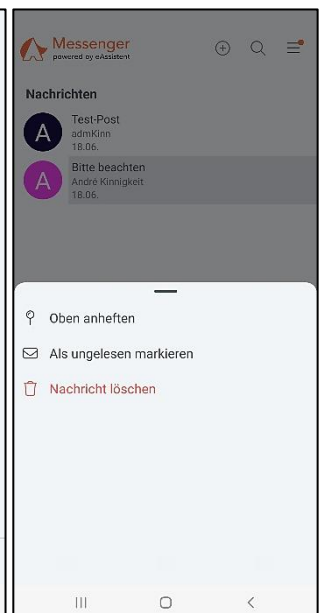 Messenger
powered by eAssistent
Nachrichten
A
Test-Post
admKinn
18.06.
A
Bitte beachten
André Kinnigkeit
18.06.
Oben anheften
Als ungelesen markieren
Nachricht löschen